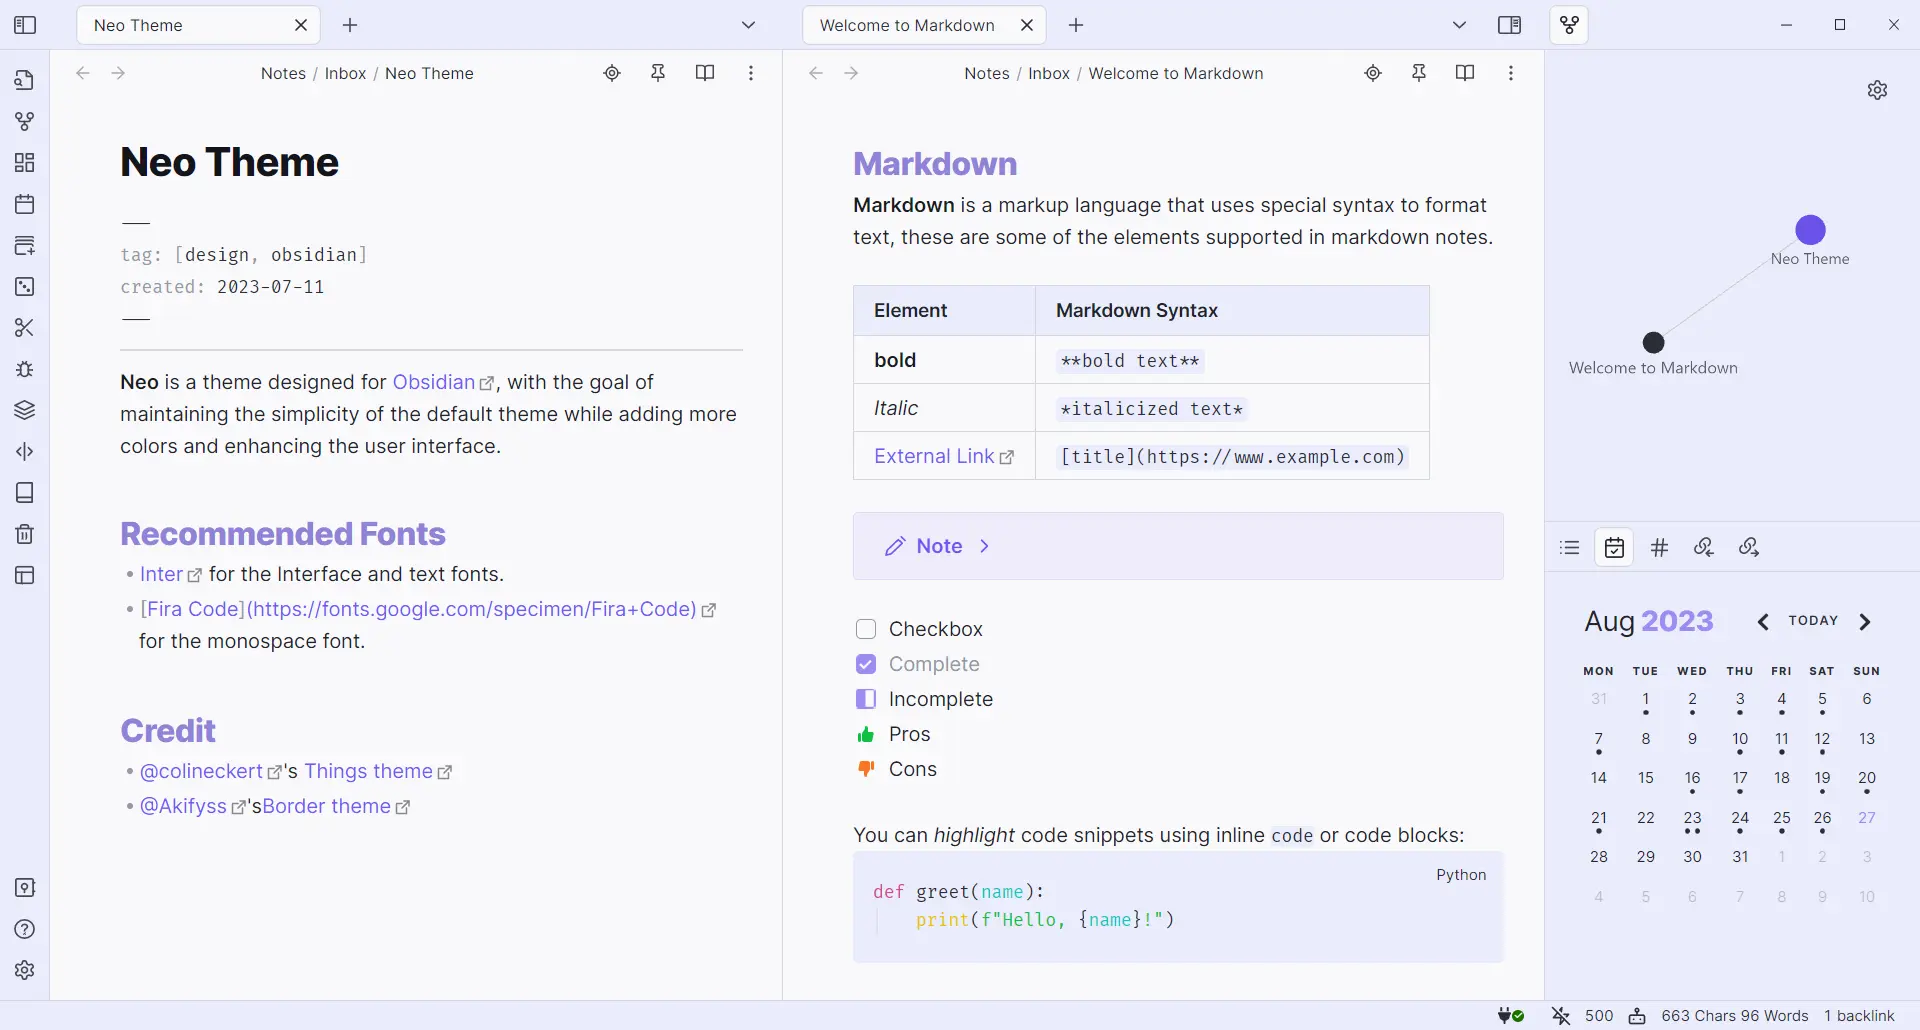 Neo Theme
Welcome to Markdown
Notes / Inbox / Neo Theme
Neo Theme
---
tag: [design, obsidian]
created: 2023-07-11
---
Neo is a theme designed for Obsidian, with the goal of
maintaining the simplicity of the default theme while adding more
colors and enhancing the user interface.
Recommended Fonts
• Inter for the Interface and text fonts.
• [Fira Code](https://fonts.google.com/specimen/Fira+Code)
for the monospace font.
Credit
• @colineckert's Things theme
• @Akifyss'sBorder theme
Notes / Inbox / Welcome to Markdown
Markdown
Markdown is a markup language that uses special syntax to format
text, these are some of the elements supported in markdown notes.
Element Markdown Syntax
bold **bold text**
Italic *italicized text*
External Link [title](https://www.example.com)
Note
Checkbox
Complete
Incomplete
Pros
Cons
You can highlight code snippets using inline code or code blocks:
Python
def greet(name):
    print(f"Hello, {name}!")
Neo Theme
Welcome to Markdown
Aug 2023 TODAY
MON TUE WED THU FRI SAT SUN
31 1 2 3 4 5 6
7 8 9 10 11 12 13
14 15 16 17 18 19 20
21 22 23 24 25 26 27
28 29 30 31 1 2 3
4 5 6 7 8 9 10
500 663 Chars 96 Words 1 backlink